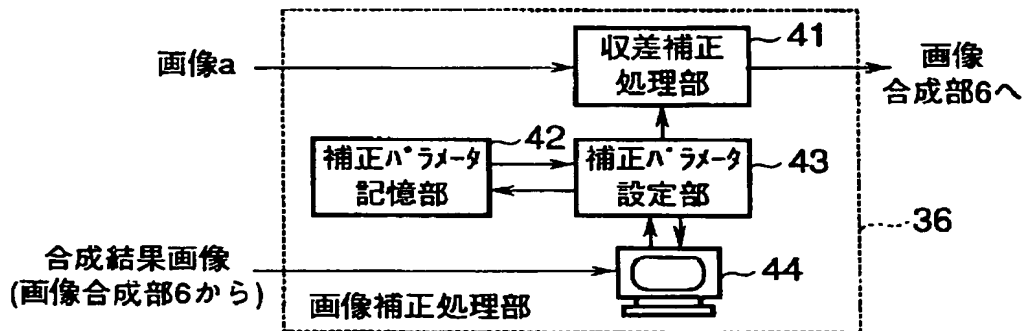 画像a
収差補正
処理部
41
画像
合成部6へ
補正パラメータ
記憶部
42
補正パラメータ
設定部
43
36
合成結果画像
(画像合成部6から)
44
画像補正処理部